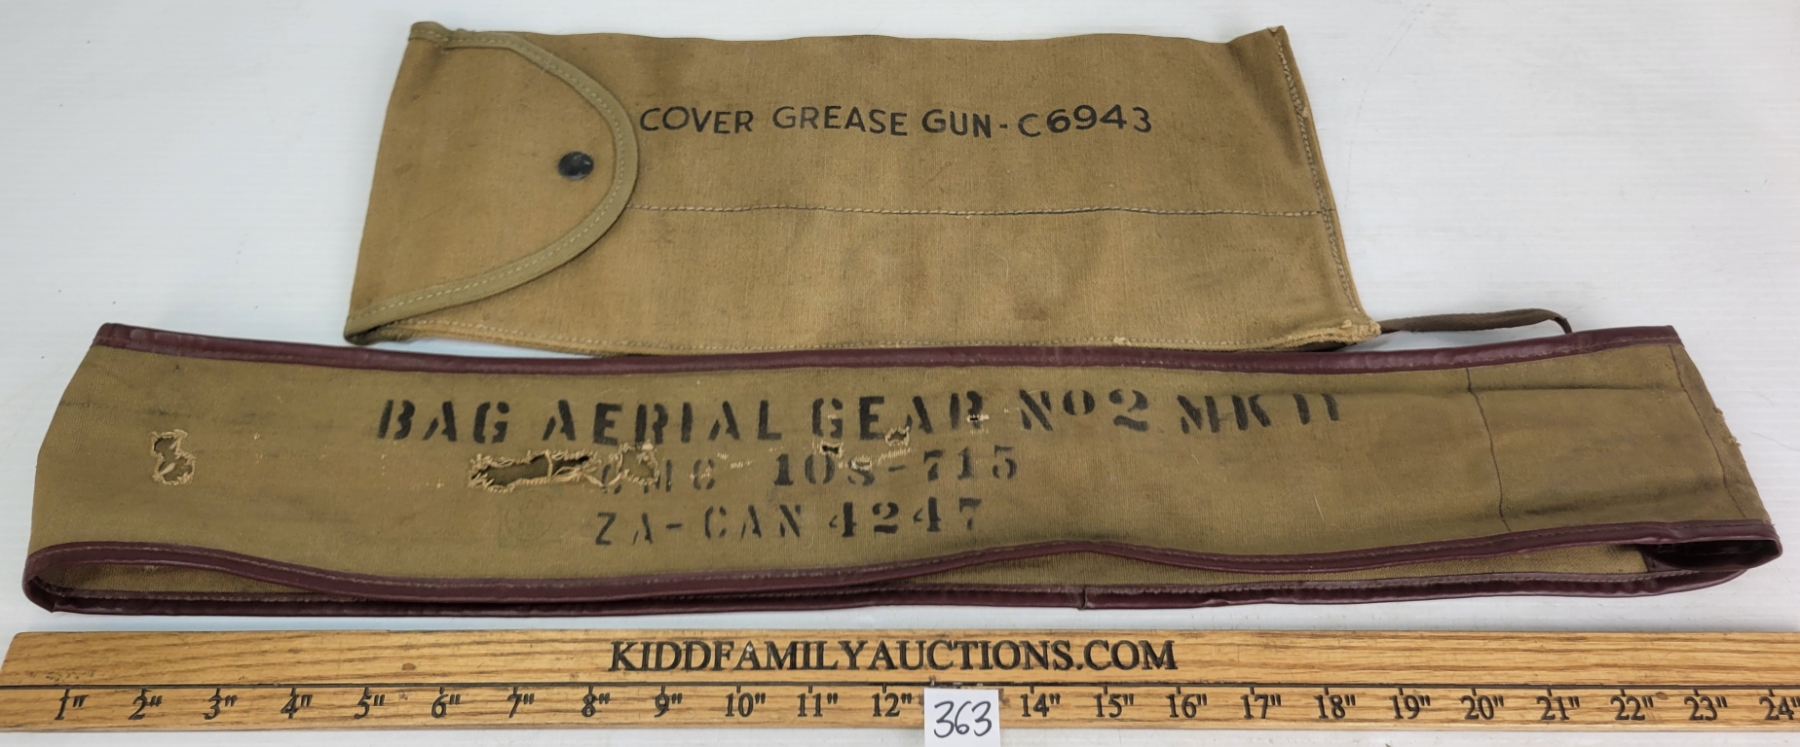 COVER GREASE GUN-C6943
BAG AERIAL GEAR No2 MK II
108-715
ZA-CAN 4247
KIDDFAMILYAUCTIONS.COM
1" 2" 3" 4" 5" 6" 7" 8" 9" 10" 11" 12" 14" 15" 16" 17" 18" 19" 20" 21" 22" 23" 24"
363